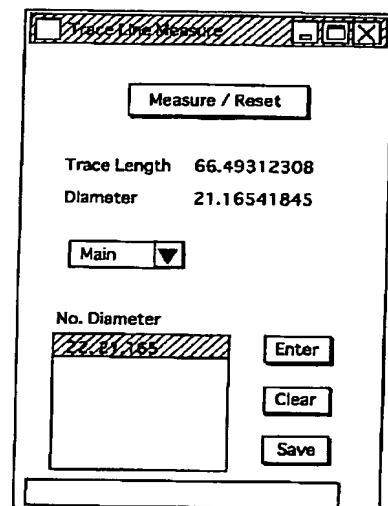 Trace Line Measure
Measure / Reset
Trace Length 66.49312308
Diameter 21.16541845
Main
No. Diameter
22. 21.165
Enter
Clear
Save